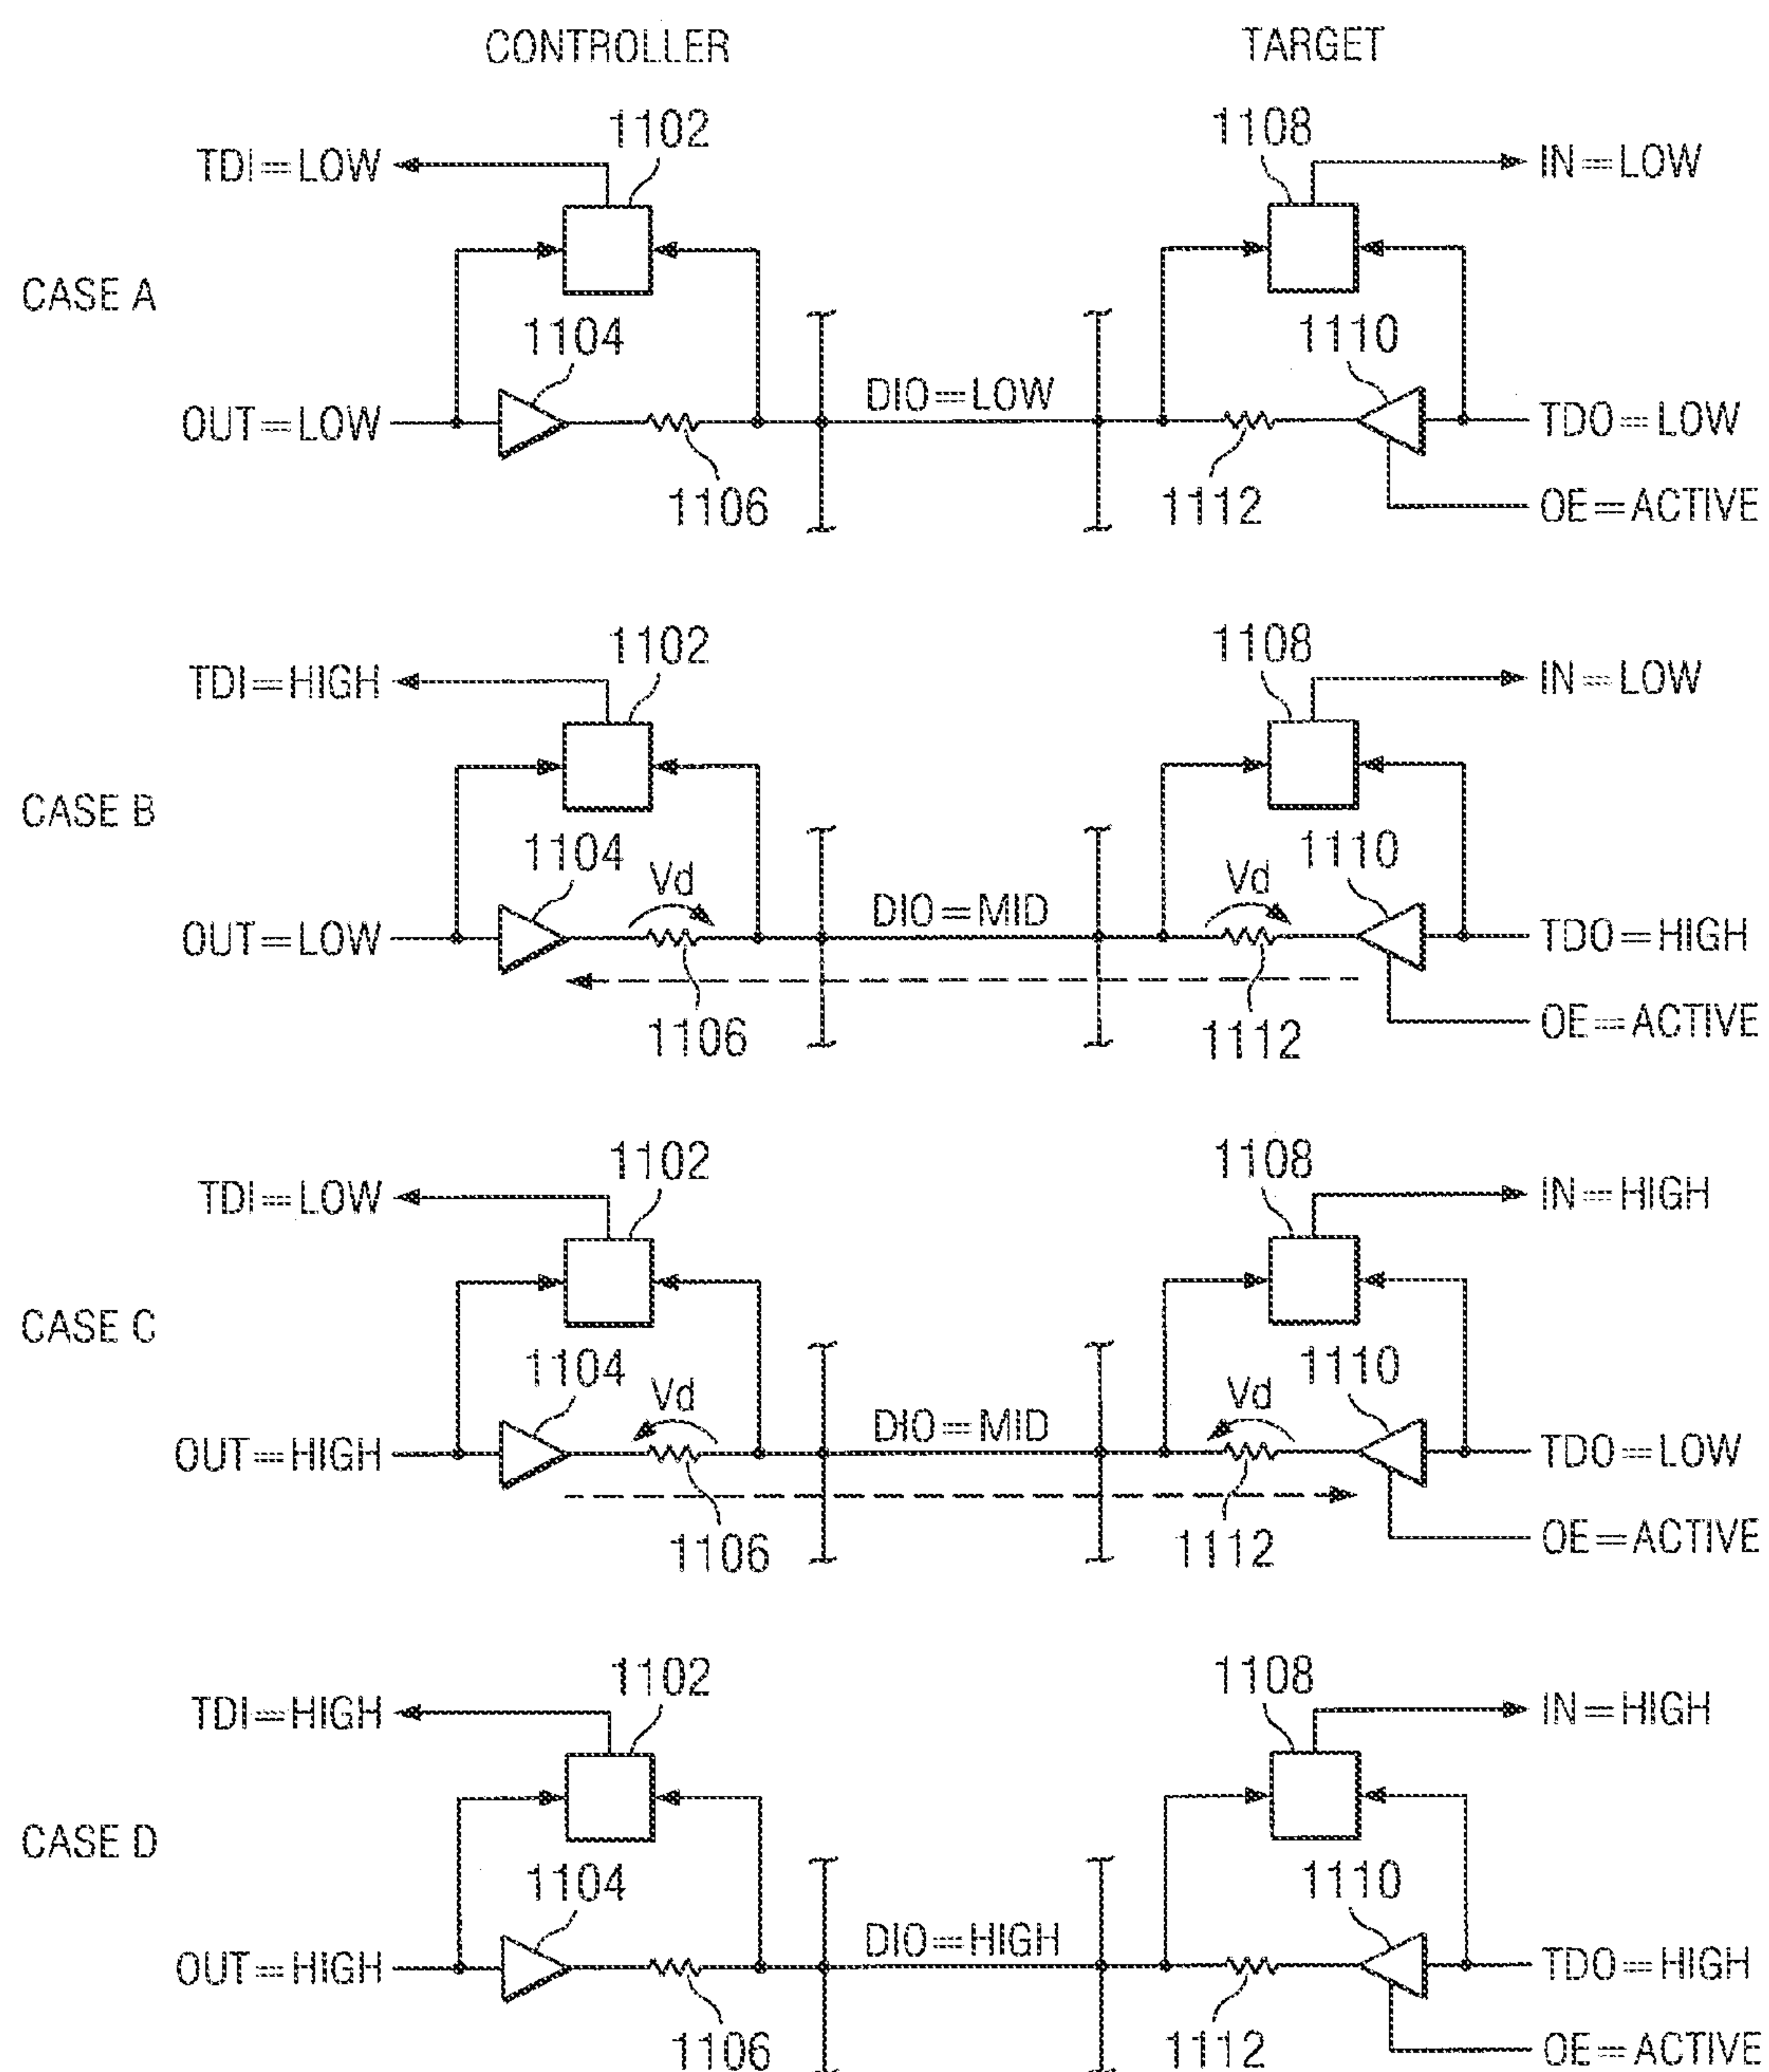 CONTROLLER TARGET
1102 1108
TDI=LOW IN=LOW
CASE A
1104 DIO=LOW 1110
OUT=LOW TDO=LOW
1106 1112 OE=ACTIVE
1102 1108
TDI=HIGH IN=LOW
CASE B
1104 Vd DIO=MID Vd 1110
OUT=LOW TDO=HIGH
1106 1112 OE=ACTIVE
1102 1108
TDI=LOW IN=HIGH
CASE C
1104 Vd DIO=MID Vd 1110
OUT=HIGH TDO=LOW
1106 1112 OE=ACTIVE
1102 1108
TDI=HIGH IN=HIGH
CASE D
1104 DIO=HIGH 1110
OUT=HIGH TDO=HIGH
1106 1112 OE=ACTIVE